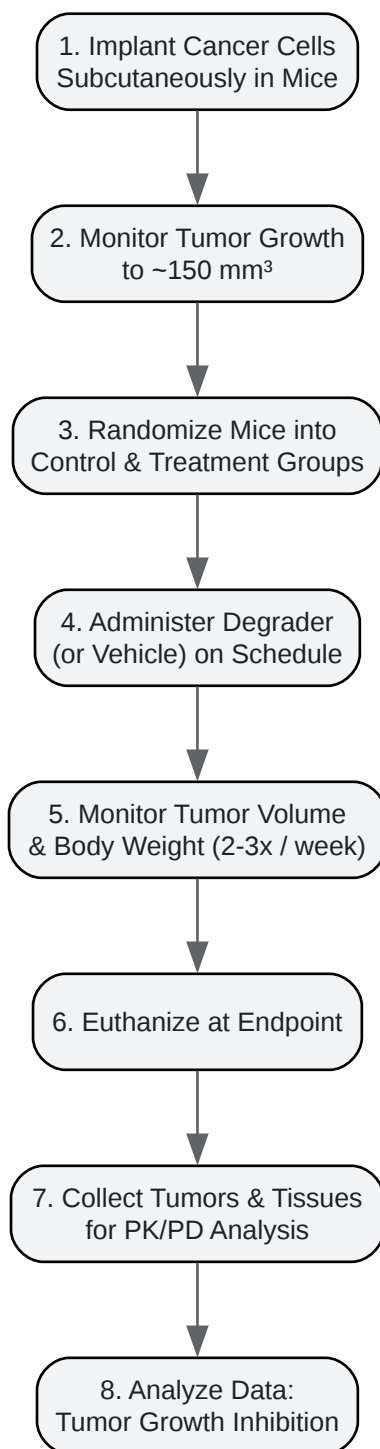 1. Implant Cancer Cells
Subcutaneously in Mice
2. Monitor Tumor Growth
to ~150 mm³
3. Randomize Mice into
Control & Treatment Groups
4. Administer Degrader
(or Vehicle) on Schedule
5. Monitor Tumor Volume
& Body Weight (2-3x / week)
6. Euthanize at Endpoint
7. Collect Tumors & Tissues
for PK/PD Analysis
8. Analyze Data:
Tumor Growth Inhibition